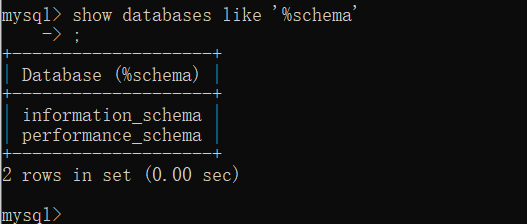 mysql> show databases like '%schema'
    -> ;
+--------------------+
| Database (%schema) |
+--------------------+
| information_schema |
| performance_schema |
+--------------------+
2 rows in set (0.00 sec)
mysql>